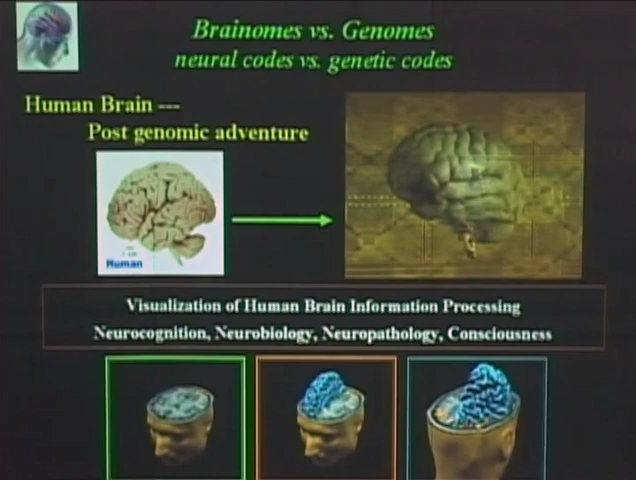 Brainomes vs. Genomes
neural codes vs. genetic codes
Human Brain ---
Post genomic adventure
Human
Visualization of Human Brain Information Processing
Neurocognition, Neurobiology, Neuropathology, Consciousness